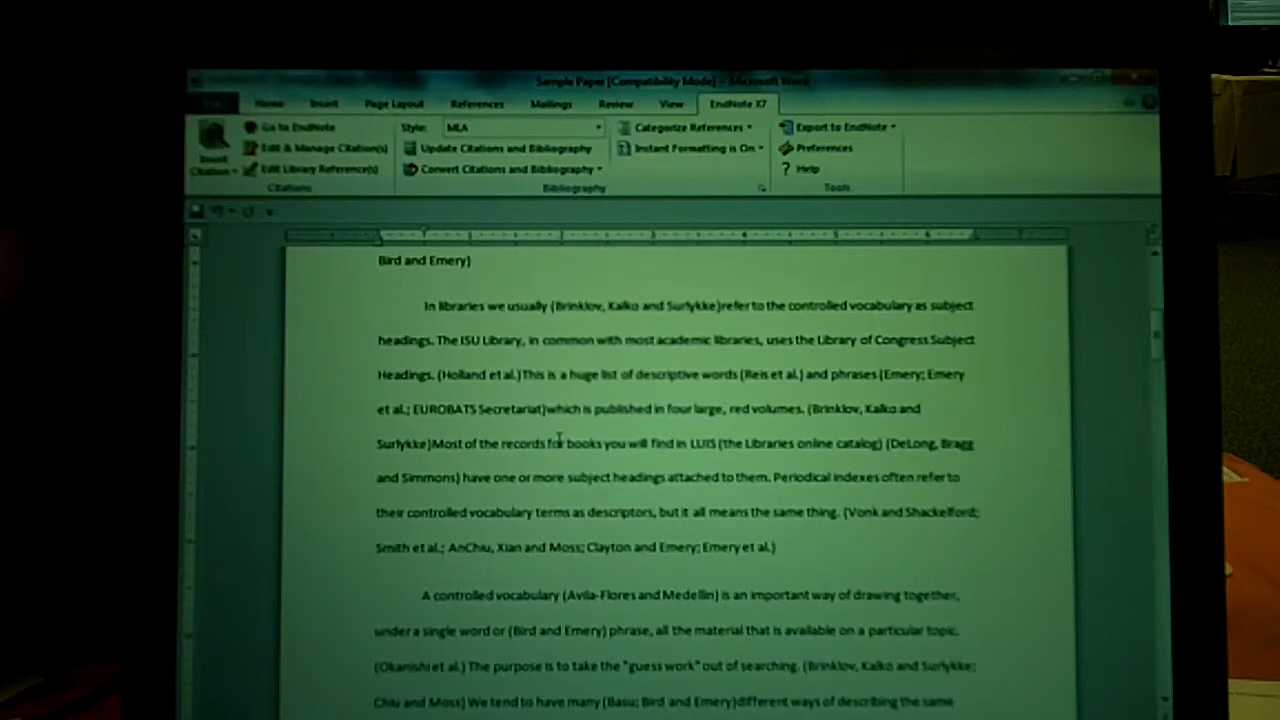 Sample Paper [Compatibility Mode] - Microsoft Word
Home Insert Page Layout References Mailings Review View EndNote X7
Go to EndNote Style: MLA Categorize References Export to EndNote
Insert Citation Edit & Manage Citation(s) Update Citations and Bibliography Instant Formatting is On Preferences
Edit Library Reference(s) Convert Citations and Bibliography ? Help
Citations Bibliography Tools
Bird and Emery)
In libraries we usually (Brinklov, Kalko and Surlykke)refer to the controlled vocabulary as subject
headings. The ISU Library, in common with most academic libraries, uses the Library of Congress Subject
Headings. (Holland et al.)This is a huge list of descriptive words (Reis et al.) and phrases (Emery; Emery
et al.; EUROBATS Secretariat)which is published in four large, red volumes. (Brinklov, Kalko and
Surlykke)Most of the records for books you will find in LUIS (the Libraries online catalog) (DeLong, Bragg
and Simmons) have one or more subject headings attached to them. Periodical indexes often refer to
their controlled vocabulary terms as descriptors, but it all means the same thing. (Vonk and Shackelford;
Smith et al.; AnChiu, Xian and Moss; Clayton and Emery; Emery et al.)
A controlled vocabulary (Avila-Flores and Medellin) is an important way of drawing together,
under a single word or (Bird and Emery) phrase, all the material that is available on a particular topic.
(Okanishi et al.) The purpose is to take the "guess work" out of searching. (Brinklov, Kalko and Surlykke;
Chiu and Moss) We tend to have many (Basu; Bird and Emery)different ways of describing the same